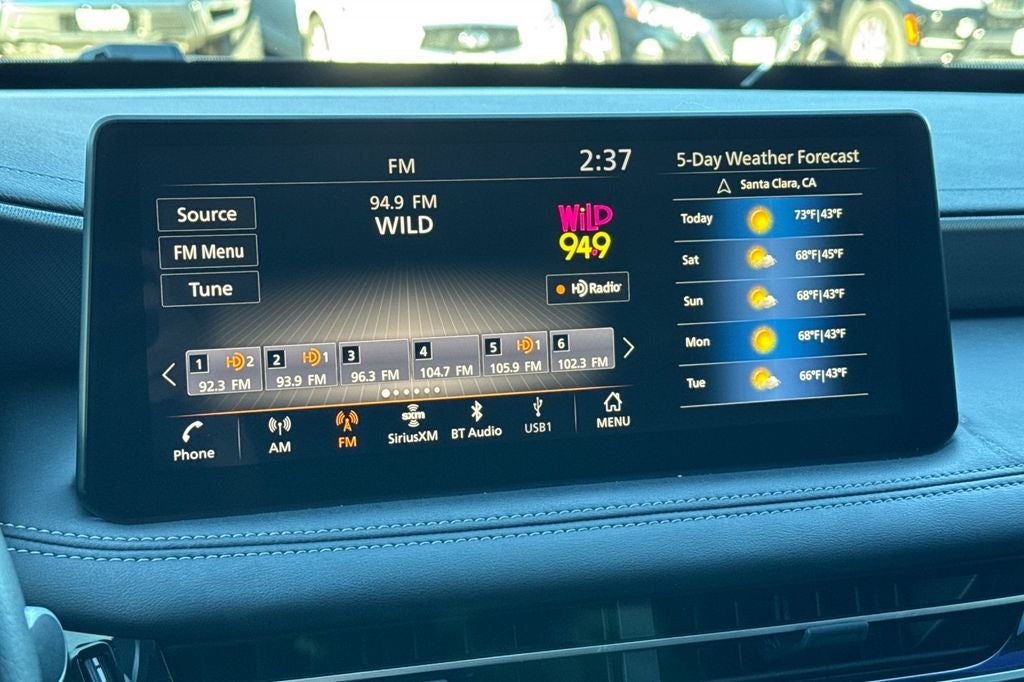 FM
2:37
94.9 FM
WILD
WiLD
94.9
HD Radio
Source
FM Menu
Tune
1 HD 2
92.3 FM
2 HD 1
93.9 FM
3
96.3 FM
4
104.7 FM
5 HD 1
105.9 FM
6
102.3 FM
Phone
AM
FM
sxm
SiriusXM
BT Audio
USB1
MENU
5-Day Weather Forecast
Santa Clara, CA
Today 73°F|43°F
Sat 68°F|45°F
Sun 68°F|43°F
Mon 68°F|43°F
Tue 66°F|43°F